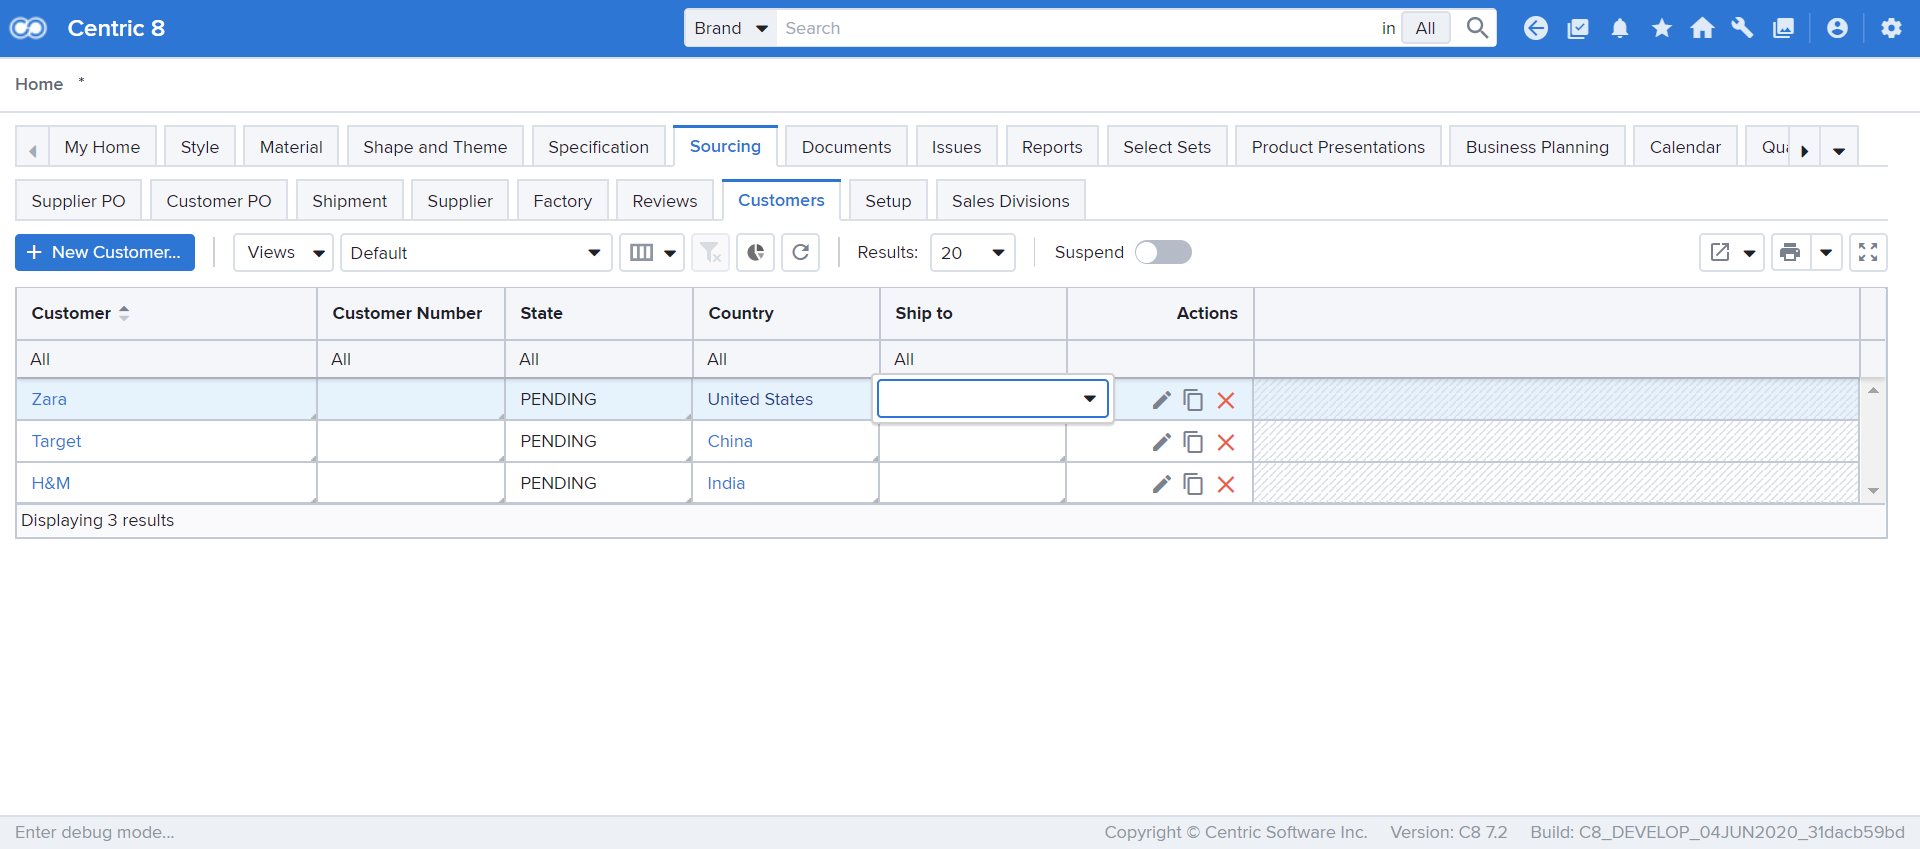 Centric 8
Brand Search in All
Home *
My Home Style Material Shape and Theme Specification Sourcing Documents Issues Reports Select Sets Product Presentations Business Planning Calendar
Supplier PO Customer PO Shipment Supplier Factory Reviews Customers Setup Sales Divisions
+ New Customer... Views Default Results: 20 Suspend
Customer Customer Number State Country Ship to Actions
All All All All All
Zara PENDING United States
Target PENDING China
H&M PENDING India
Displaying 3 results
Enter debug mode... Copyright © Centric Software Inc. Version: C8 7.2 Build: C8_DEVELOP_04JUN2020_31dacb59bd